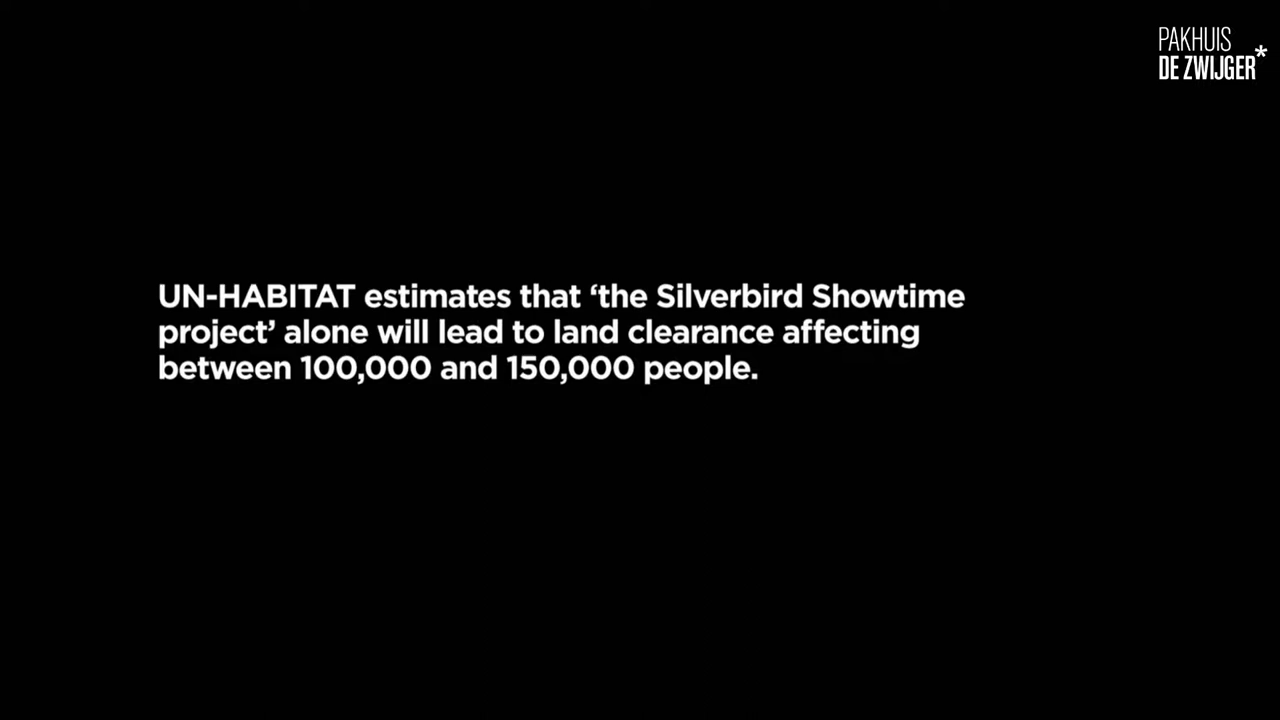 PAKHUIS
DE ZWIJGER*
UN-HABITAT estimates that ‘the Silverbird Showtime
project’ alone will lead to land clearance affecting
between 100,000 and 150,000 people.